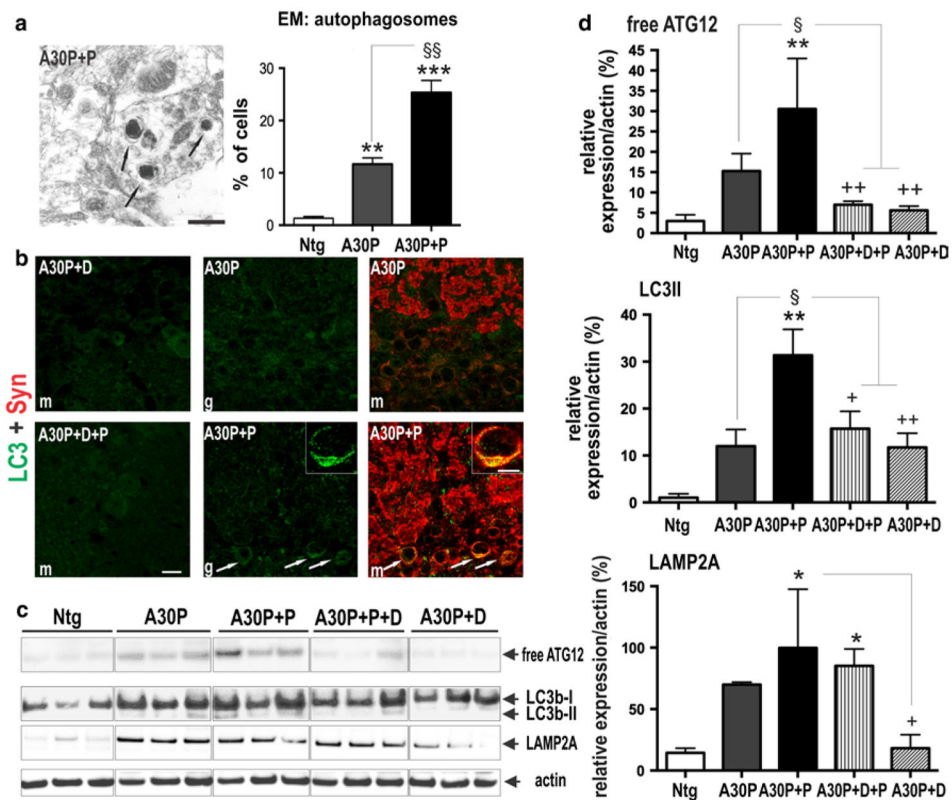 a
EM: autophagosomes
A30P+P
% of cells
30
20
10
0
§§
***
**
Ntg A30P A30P+P
b
LC3 + Syn
A30P+D
m
A30P
g
A30P
m
A30P+D+P
m
A30P+P
g
A30P+P
m
c
Ntg A30P A30P+P A30P+P+D A30P+D
free ATG12
LC3b-I
LC3b-II
LAMP2A
actin
d
free ATG12
relative
expression/actin (%)
45
40
35
30
25
20
15
10
5
0
§
**
++ ++
Ntg A30P A30P+P A30P+D+P A30P+D
LC3II
relative
expression/actin (%)
40
30
20
10
0
§
**
+
++
Ntg A30P A30P+P A30P+D+P A30P+D
LAMP2A
relative expression/actin (%)
150
100
50
0
*
*
+
Ntg A30P A30P+P A30P+D+P A30P+D